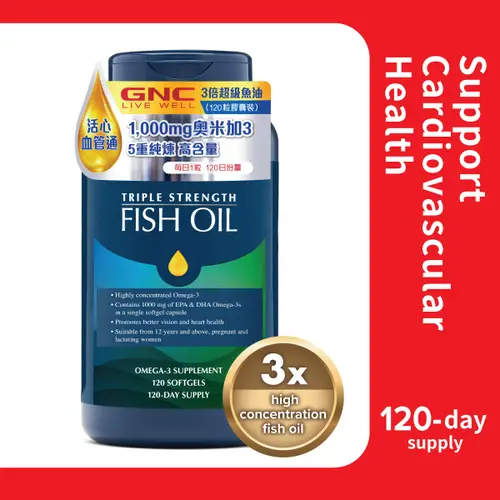 GNC
LIVE WELL
3倍超級魚油
(120粒膠囊裝)
活心
血管通
1,000mg奧米加3
5重純煉 高含量
每日1粒 120日份量
TRIPLE STRENGTH
FISH OIL
• Highly concentrated Omega-3
• Contains 1000 mg of EPA & DHA Omega-3s
in a single softgel capsule
• Promotes better vision and heart health
• Suitable from 12 years and above, pregnant and
lactating women
OMEGA-3 SUPPLEMENT
120 SOFTGELS
120-DAY SUPPLY
3x
high
concentration
fish oil
Support
Cardiovascular
Health
120-day
supply